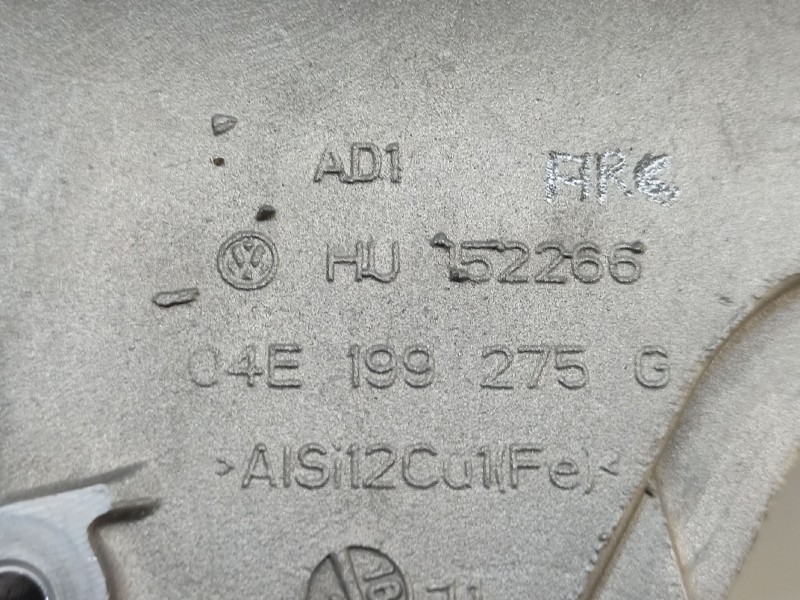 AD1
HU 152266
04E 199 275 G
>AlSi12Cu1(Fe)<